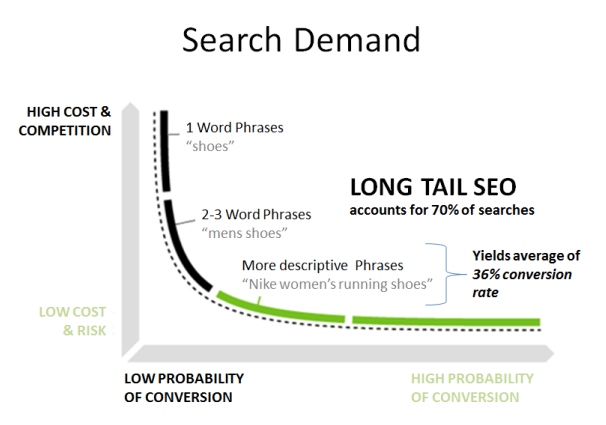 Search Demand
HIGH COST &
COMPETITION
1 Word Phrases
“shoes”
LONG TAIL SEO
accounts for 70% of searches
2-3 Word Phrases
“mens shoes”
More descriptive Phrases
“Nike women’s running shoes”
Yields average of
36% conversion
rate
LOW COST
& RISK
LOW PROBABILITY
OF CONVERSION
HIGH PROBABILITY
OF CONVERSION